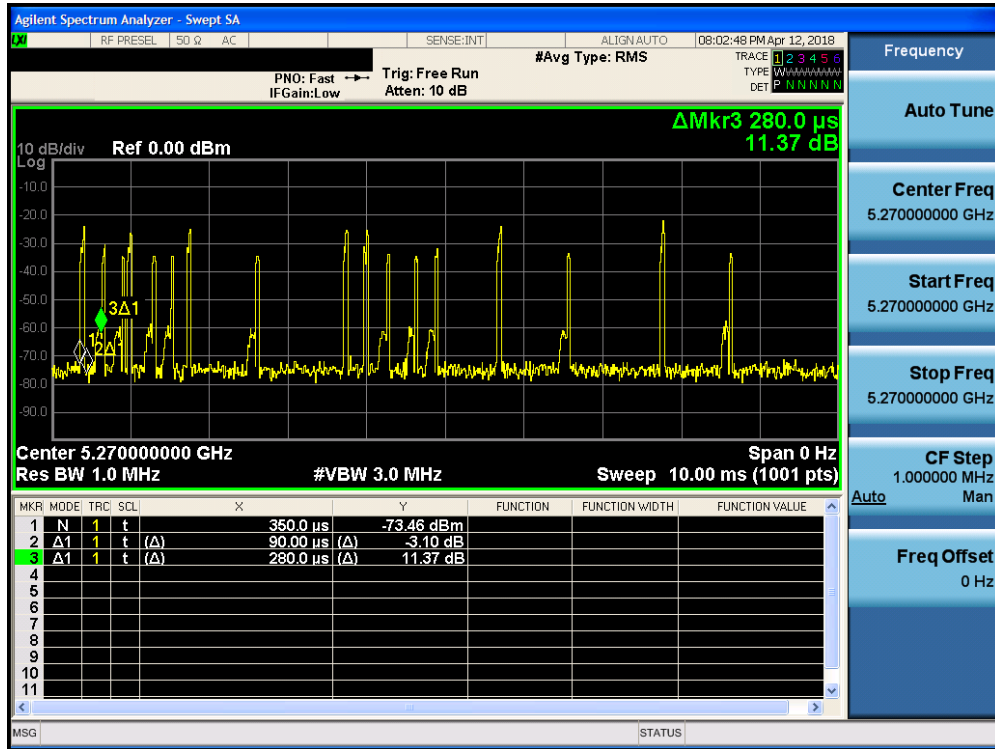 Agilent Spectrum Analyzer - Swept SA
LXI RF PRESEL 50 Ω AC SENSE:INT ALIGN AUTO 08:02:48 PM Apr 12, 2018
Frequency
#Avg Type: RMS
TRACE 1 2 3 4 5 6
PNO: Fast Trig: Free Run
TYPE WWWWWW
IFGain:Low Atten: 10 dB
DET P N N N N N
Auto Tune
ΔMkr3 280.0 µs
11.37 dB
10 dB/div Ref 0.00 dBm
Log
-10.0
-20.0
-30.0
-40.0
-50.0
-60.0
-70.0
-80.0
-90.0
3Δ1
1
2Δ1
Center 5.270000000 GHz Span 0 Hz
Res BW 1.0 MHz #VBW 3.0 MHz Sweep 10.00 ms (1001 pts)
Center Freq
5.270000000 GHz
Start Freq
5.270000000 GHz
Stop Freq
5.270000000 GHz
CF Step
1.000000 MHz
Auto Man
Freq Offset
0 Hz
MKR MODE TRC SCL X Y FUNCTION FUNCTION WIDTH FUNCTION VALUE
1 N 1 t 350.0 µs -73.46 dBm
2 Δ1 1 t (Δ) 90.00 µs (Δ) -3.10 dB
3 Δ1 1 t (Δ) 280.0 µs (Δ) 11.37 dB
4
5
6
7
8
9
10
11
MSG STATUS